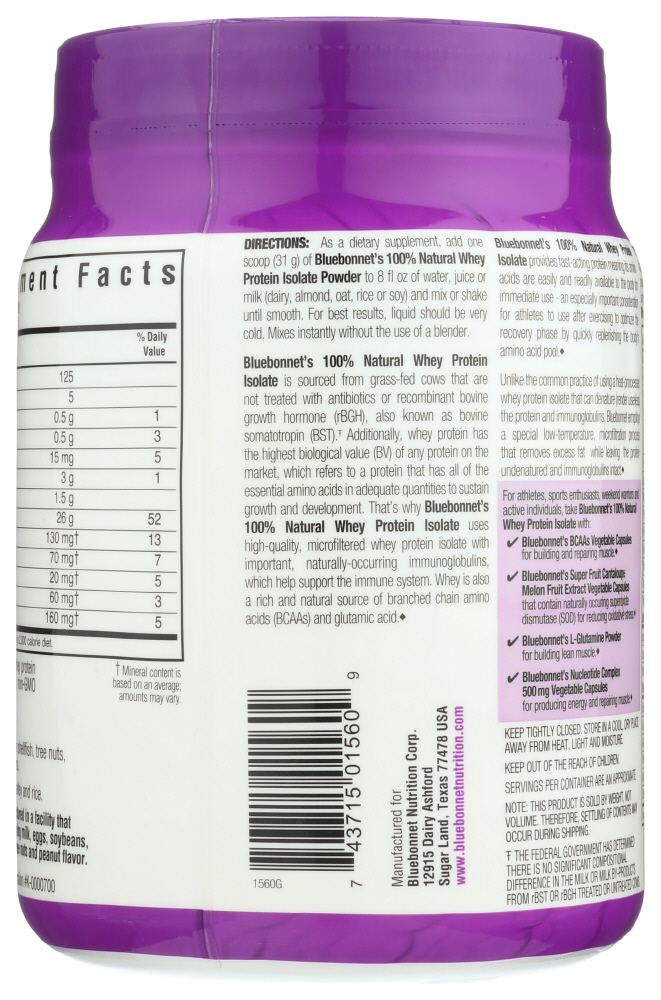 ment Facts
% Daily
Value
125
5
0.5 g 1
0.5 g 3
15 mg 5
3 g 1
1.5 g
26 g 52
130 mg† 13
70 mg† 7
20 mg† 5
60 mg† 3
160 mg† 5
calorie diet.
protein
non-GMO
† Mineral content is
based on an average;
amounts may vary.
shellfish, tree nuts,
and rice.
in a facility that
milk, eggs, soybeans,
nuts and peanut flavor.
#I-0000700
DIRECTIONS: As a dietary supplement, add one
scoop (31 g) of Bluebonnet's 100% Natural Whey
Protein Isolate Powder to 8 fl oz of water, juice or
milk (dairy, almond, oat, rice or soy) and mix or shake
until smooth. For best results, liquid should be very
cold. Mixes instantly without the use of a blender.
Bluebonnet's 100% Natural Whey Protein
Isolate is sourced from grass-fed cows that are
not treated with antibiotics or recombinant bovine
growth hormone (rBGH), also known as bovine
somatotropin (BST).Ŧ Additionally, whey protein has
the highest biological value (BV) of any protein on the
market, which refers to a protein that has all of the
essential amino acids in adequate quantities to sustain
growth and development. That's why Bluebonnet's
100% Natural Whey Protein Isolate uses
high-quality, microfiltered whey protein isolate with
important, naturally-occurring immunoglobulins,
which help support the immune system. Whey is also
a rich and natural source of branched chain amino
acids (BCAAs) and glutamic acid.◆
7 43715 01560 9
1560G
Manufactured for
Bluebonnet Nutrition Corp.
12915 Dairy Ashford
Sugar Land, Texas 77478 USA
www.bluebonnetnutrition.com
Bluebonnet's 100% Natural Whey Protein
Isolate provides fast-acting protein meaning its amino
acids are easily and readily available to the body for
immediate use - an especially important consideration
for athletes to use after exercising to optimize the
recovery phase by quickly replenishing the body's
amino acid pool.◆
Unlike the common practice of using a heat-processed
whey protein isolate that can denature (render useless)
the protein and immunoglobulins, Bluebonnet employs
a special low-temperature, microfiltration process
that removes excess fat while leaving the protein
undenatured and immunoglobulins intact.◆
For athletes, sports enthusiasts, weekend warriors and
active individuals, take Bluebonnet's 100% Natural
Whey Protein Isolate with:
✔ Bluebonnet's BCAAs Vegetable Capsules
for building and repairing muscle.◆
✔ Bluebonnet's Super Fruit Cantaloupe
Melon Fruit Extract Vegetable Capsules
that contain naturally occuring superoxide
dismutase (SOD) for reducing oxidative stress.◆
✔ Bluebonnet's L-Glutamine Powder
for building lean muscle.◆
✔ Bluebonnet's Nucleotide Complex
500 mg Vegetable Capsules
for producing energy and repairing muscle.◆
KEEP TIGHTLY CLOSED. STORE IN A COOL, DRY PLACE
AWAY FROM HEAT, LIGHT AND MOISTURE.
KEEP OUT OF THE REACH OF CHILDREN.
SERVINGS PER CONTAINER ARE AN APPROXIMATE.
NOTE: THIS PRODUCT IS SOLD BY WEIGHT, NOT
VOLUME. THEREFORE, SETTLING OF CONTENTS MAY
OCCUR DURING SHIPPING.
Ŧ THE FEDERAL GOVERNMENT HAS DETERMINED
THERE IS NO SIGNIFICANT COMPOSITIONAL
DIFFERENCE IN THE MILK OR MILK BY-PRODUCTS
FROM rBST OR rBGH TREATED OR UNTREATED COWS.